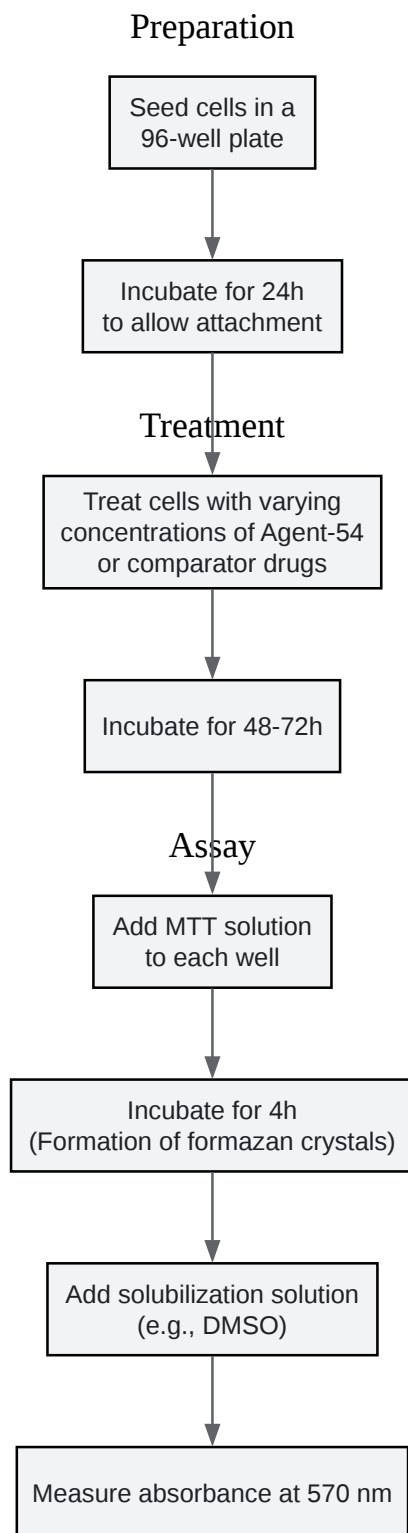 Preparation
Seed cells in a
96-well plate
Incubate for 24h
to allow attachment
Treatment
Treat cells with varying
concentrations of Agent-54
or comparator drugs
Incubate for 48-72h
Assay
Add MTT solution
to each well
Incubate for 4h
(Formation of formazan crystals)
Add solubilization solution
(e.g., DMSO)
Measure absorbance at 570 nm